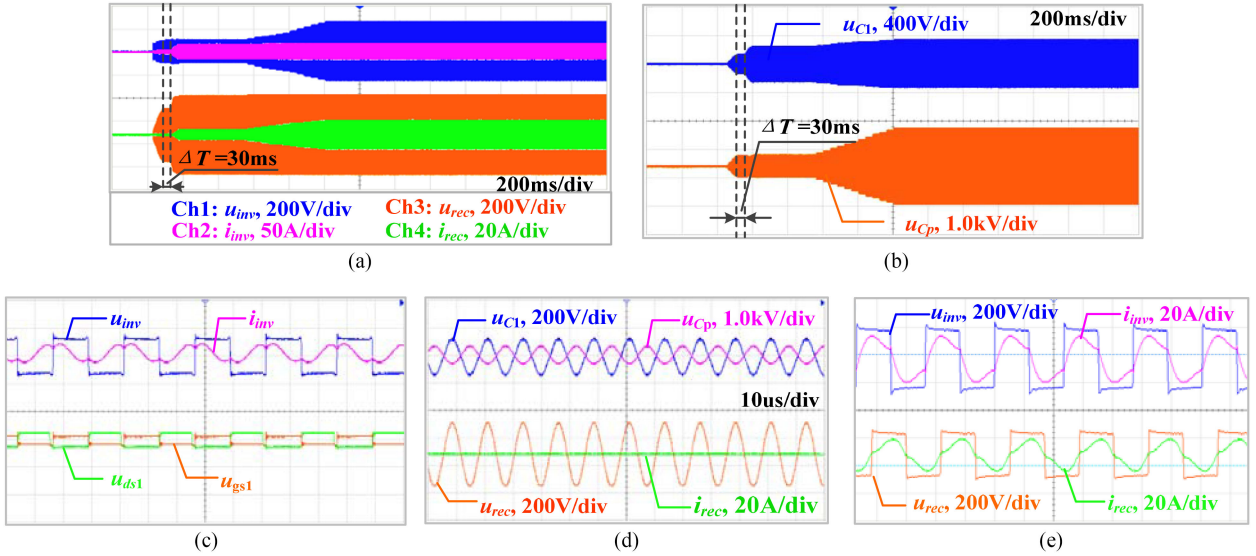 ΔT=30ms
200ms/div
Ch1: uinv, 200V/div
Ch3: urec, 200V/div
Ch2: iinv, 50A/div
Ch4: irec, 20A/div
(a)
200ms/div
uC1, 400V/div
ΔT=30ms
uCp, 1.0kV/div
(b)
uinv
iinv
uds1
ugs1
(c)
uC1, 200V/div
uCp, 1.0kV/div
10us/div
urec, 200V/div
irec, 20A/div
(d)
uinv, 200V/div
iinv, 20A/div
urec, 200V/div
irec, 20A/div
(e)